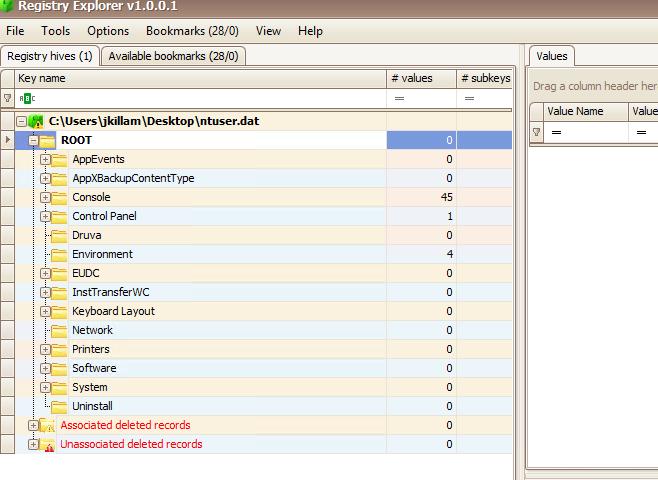 Registry Explorer v1.0.0.1
File Tools Options Bookmarks (28/0) View Help
Registry hives (1) Available bookmarks (28/0) Values
Key name # values # subkeys
Drag a column header her
ABC = =
Value Name Value
= =
C:\Users\jkillam\Desktop\ntuser.dat
ROOT 0
AppEvents 0
AppXBackupContentType 0
Console 45
Control Panel 1
Druva 0
Environment 4
EUDC 0
InstTransferWC 0
Keyboard Layout 0
Network 0
Printers 0
Software 0
System 0
Uninstall 0
Associated deleted records 0
Unassociated deleted records 0